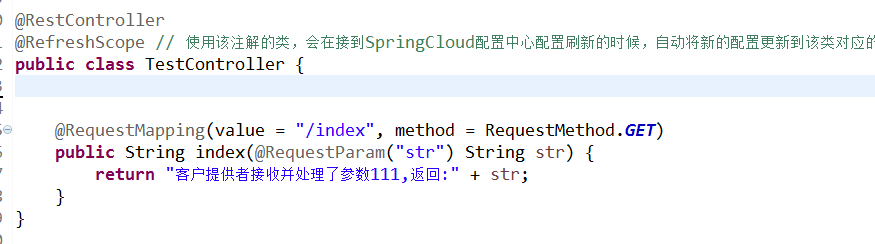 @RestController
@RefreshScope // 使用该注解的类，会在接到SpringCloud配置中心配置刷新的时候，自动将新的配置更新到该类对应的
public class TestController {
@RequestMapping(value = "/index", method = RequestMethod.GET)
public String index(@RequestParam("str") String str) {
return "客户提供者接收并处理了参数111,返回:" + str;
}
}